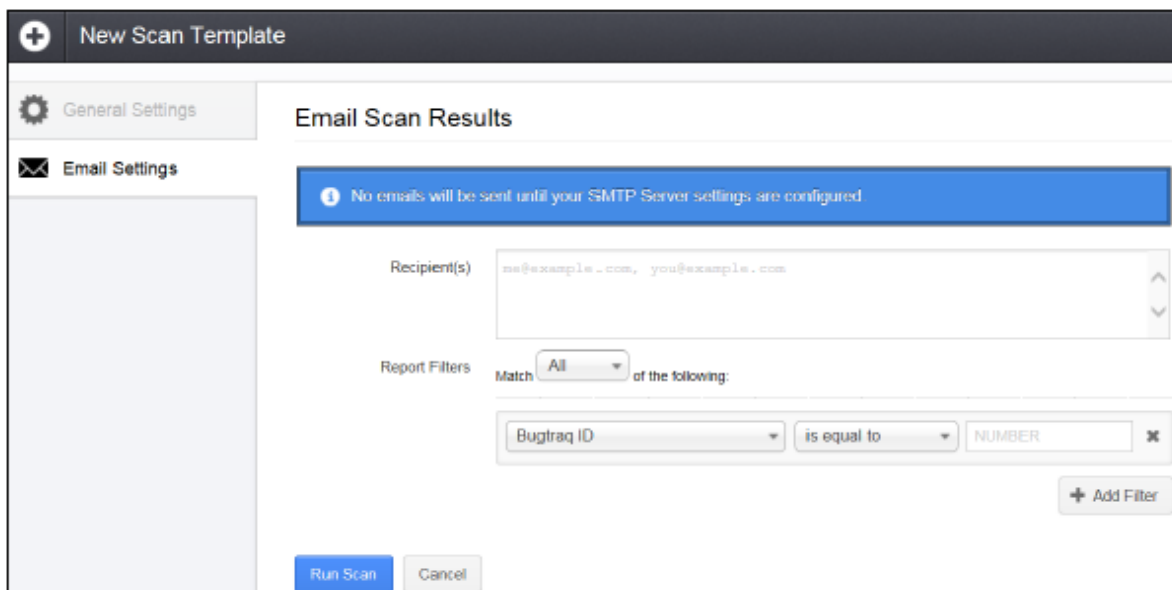 New Scan Template
General Settings
Email Settings
Email Scan Results
No emails will be sent until your SMTP Server settings are configured.
Recipient(s)
me@example.com, you@example.com
Report Filters
Match All of the following:
Bugtraq ID is equal to NUMBER
Add Filter
Run Scan Cancel